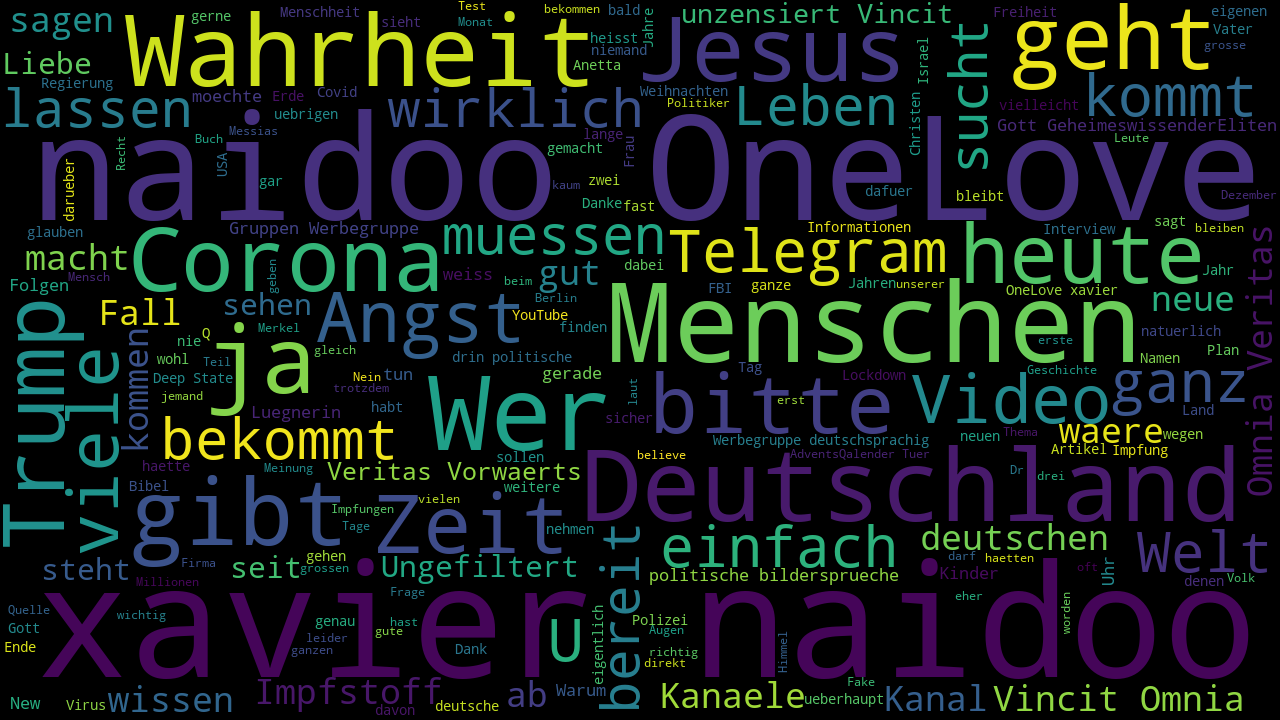 sagen
gerne
Menschheit
sieht
Test
Monat
bekommen
bald
Jahre
unzensiert Vincit
Freiheit
eigenen
Vater
grosse
Liebe
Wahrheit
heisst
niemand
Anetta
Jesus
Israel
sucht
geht
Regierung
lassen
moechte
Erde
Covid
uebrigen
wirklich
Weihnachten
Politiker
Leben
Christen
vielleicht
kommt
Gott GeheimeswissenderEliten
Leute
Messias
Buch
Recht
USA
lange
Frau
gemacht
naidoo
OneLove
darueber
gar
kaum
zwei
Danke
fast
dafuer
bleibt
Dezember
glauben
Gruppen Werbegruppe
Informationen
Interview
sagt
bleiben
macht
Corona
muessen
Telegram
heute
Folgen
Mensch
geben
weiss
beim
gut
dabei
FBI
ganze
Jahren
unserer
Jahr
OneLove xavier
neue
Omnia Veritas
Trump
viele
Fall
sehen
Berlin
Angst
YouTube
finden
Menschen
natuerlich
erste
kommen
nie
Q
Merkel
wohl
Teil
gleich
ja
drin politische
Namen
Plan
Deep State
jemand
Nein
tun
trotzdem
gerade
laut
Tag
Lockdown
Geschichte
ganz
Luegnerin
habt
Wer
sicher
bitte
erst
Video
Land
bekommt
sollen
Werbegruppe deutschsprachig
neuen
Thema
waere
wegen
haette
Meinung
Veritas Vorwaerts
believe
AdventsQalender Tuer
Artikel
Impfung
Bibel
weitere
Deutschland
Dr
drei
gibt
Impfungen
vielen
Zeit
Tage
nehmen
bereit
einfach
deutschen
Welt
steht
Firma
seit
gehen
grossen
Ungefiltert
politische bildersprueche
darf
haetten
oft
Kinder
Uhr
denen
Volk
Millionen
Frage
xavier naidoo
Quelle
wichtig
Gott
genau
hast
gute
leider
ganzen
U
eigentlich
Polizei
Augen
eher
worden
Ende
Dank
richtig
direkt
Himmel
New
Virus
wissen
Impfstoff
davon
deutsche
ab
Warum
Kanaele
Fake
ueberhaupt
Kanal
Vincit Omnia